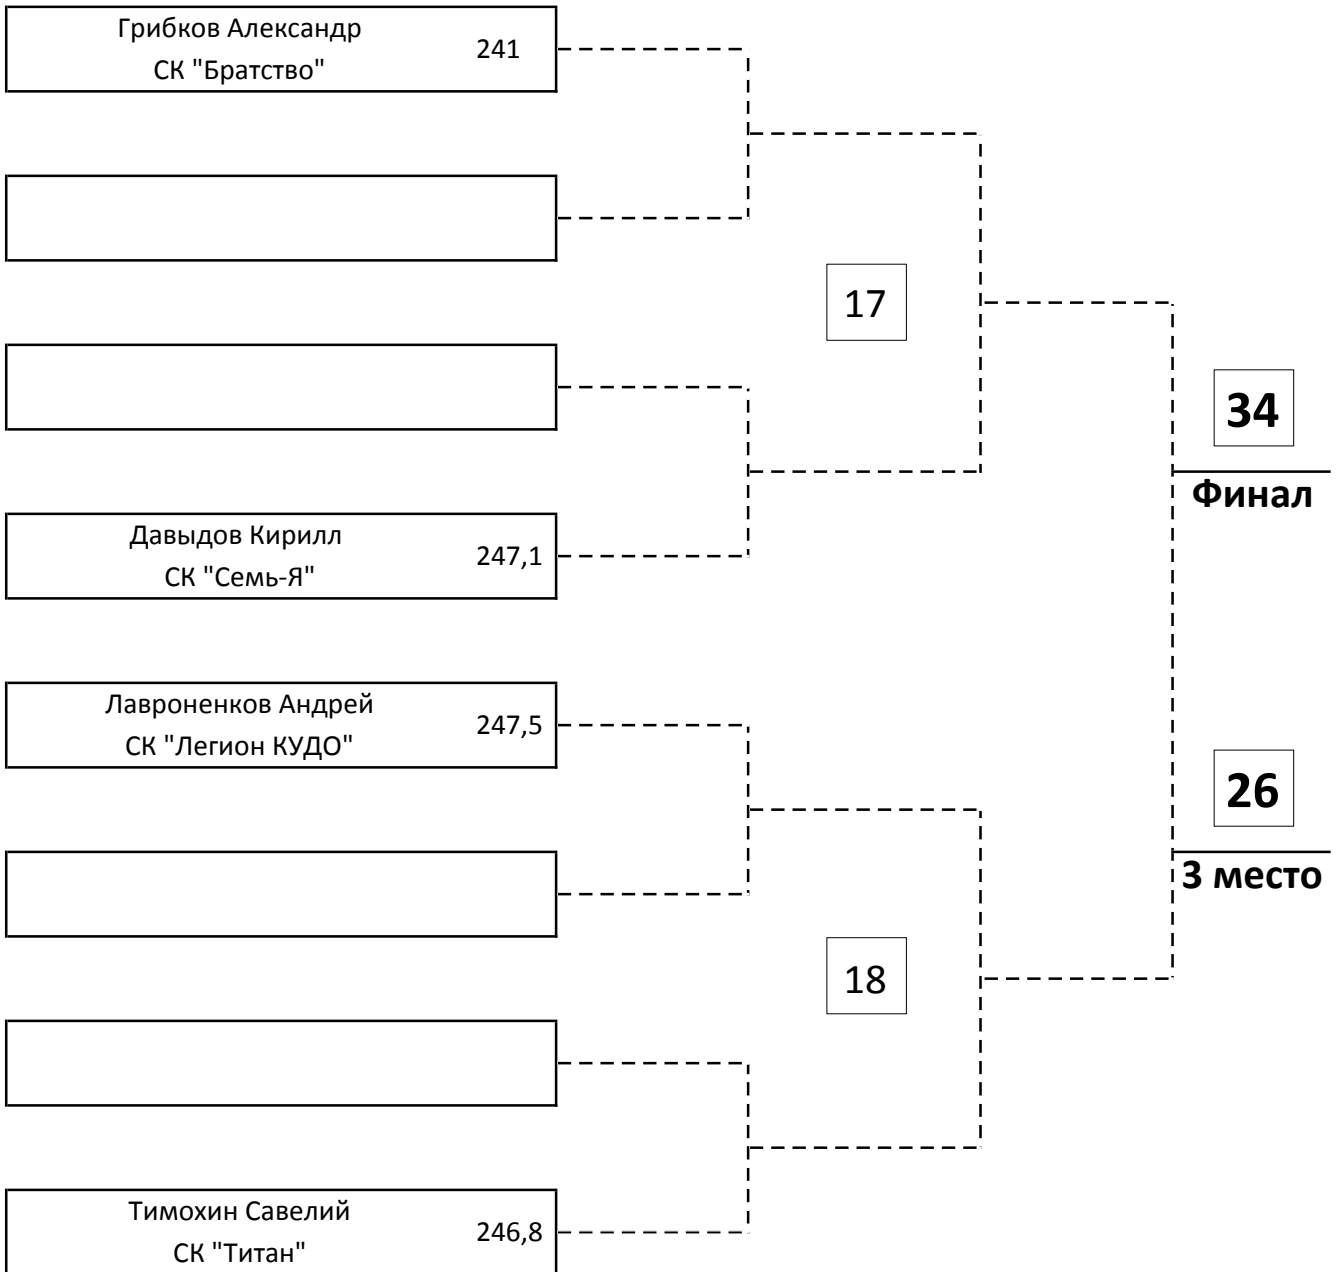 Грибков Александр
СК "Братство"
241
17
34
Финал
Давыдов Кирилл
СК "Семь-Я"
247,1
Лавроненков Андрей
СК "Легион КУДО"
247,5
26
3 место
18
Тимохин Савелий
СК "Титан"
246,8